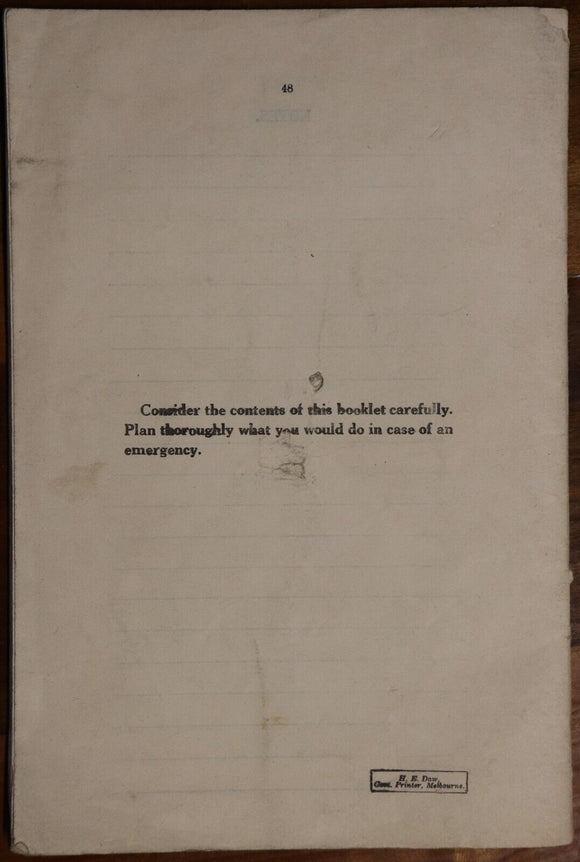 48
NOTES.
Consider the contents of this booklet carefully.
Plan thoroughly what you would do in case of an
emergency.
H. E. Daw,
Govt. Printer, Melbourne.